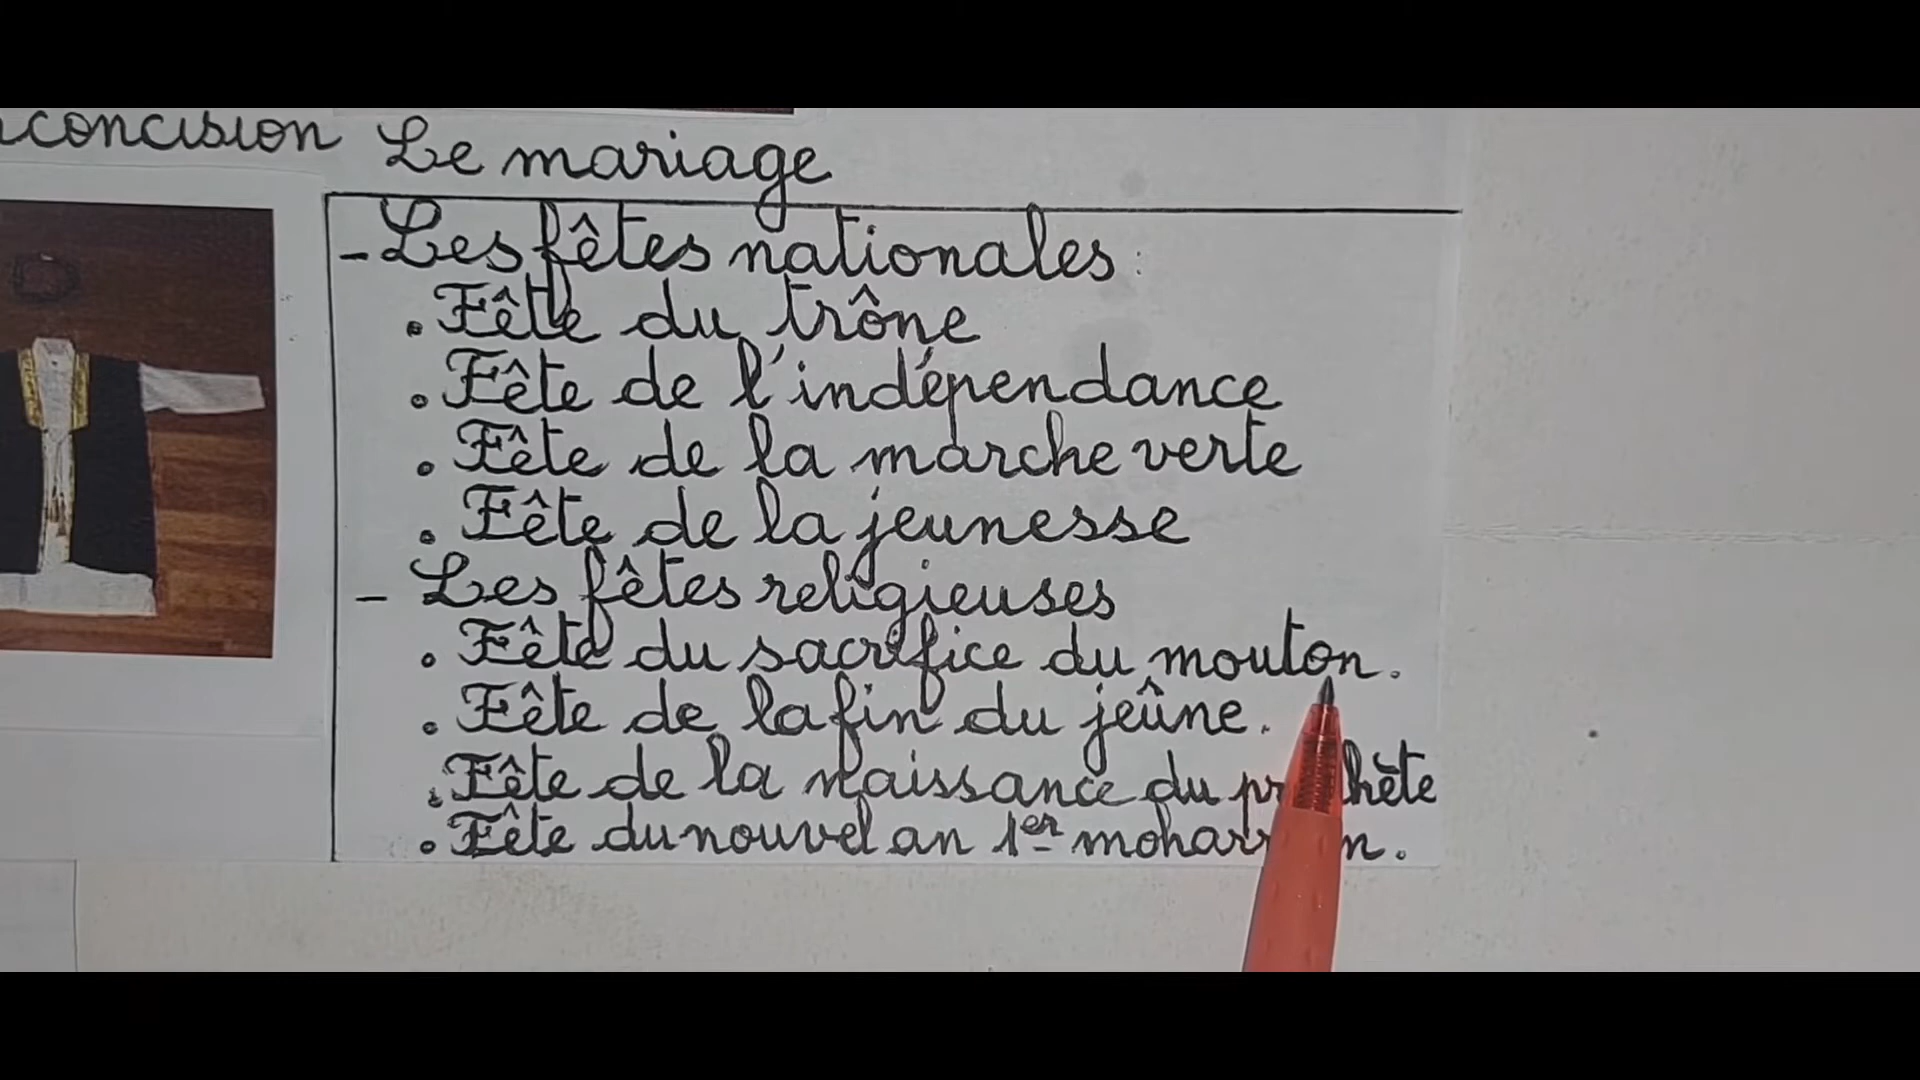 concision Le mariage
- Les fêtes nationales:
. Fête du trône
. Fête de l'indépendance
. Fête de la marche verte
. Fête de la jeunesse
- Les fêtes religieuses
. Fête du sacrifice du mouton.
. Fête de la fin du jeûne.
. Fête de la naissance du
. Fête du nouvel an 1er